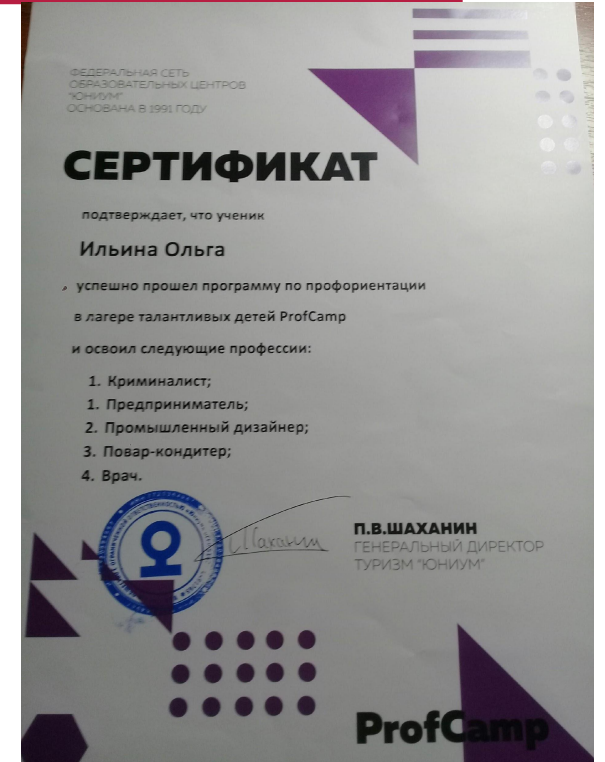 ФЕДЕРАЛЬНАЯ СЕТЬ
ОБРАЗОВАТЕЛЬНЫХ ЦЕНТРОВ
"ЮНИУМ"
ОСНОВАНА В 1991 ГОДУ
СЕРТИФИКАТ
подтверждает, что ученик
Ильина Ольга
успешно прошел программу по профориентации
в лагере талантливых детей ProfCamp
и освоил следующие профессии:
1. Криминалист;
1. Предприниматель;
2. Промышленный дизайнер;
3. Повар-кондитер;
4. Врач.
П.В.ШАХАНИН
ГЕНЕРАЛЬНЫЙ ДИРЕКТОР
ТУРИЗМ "ЮНИУМ"
ProfCamp